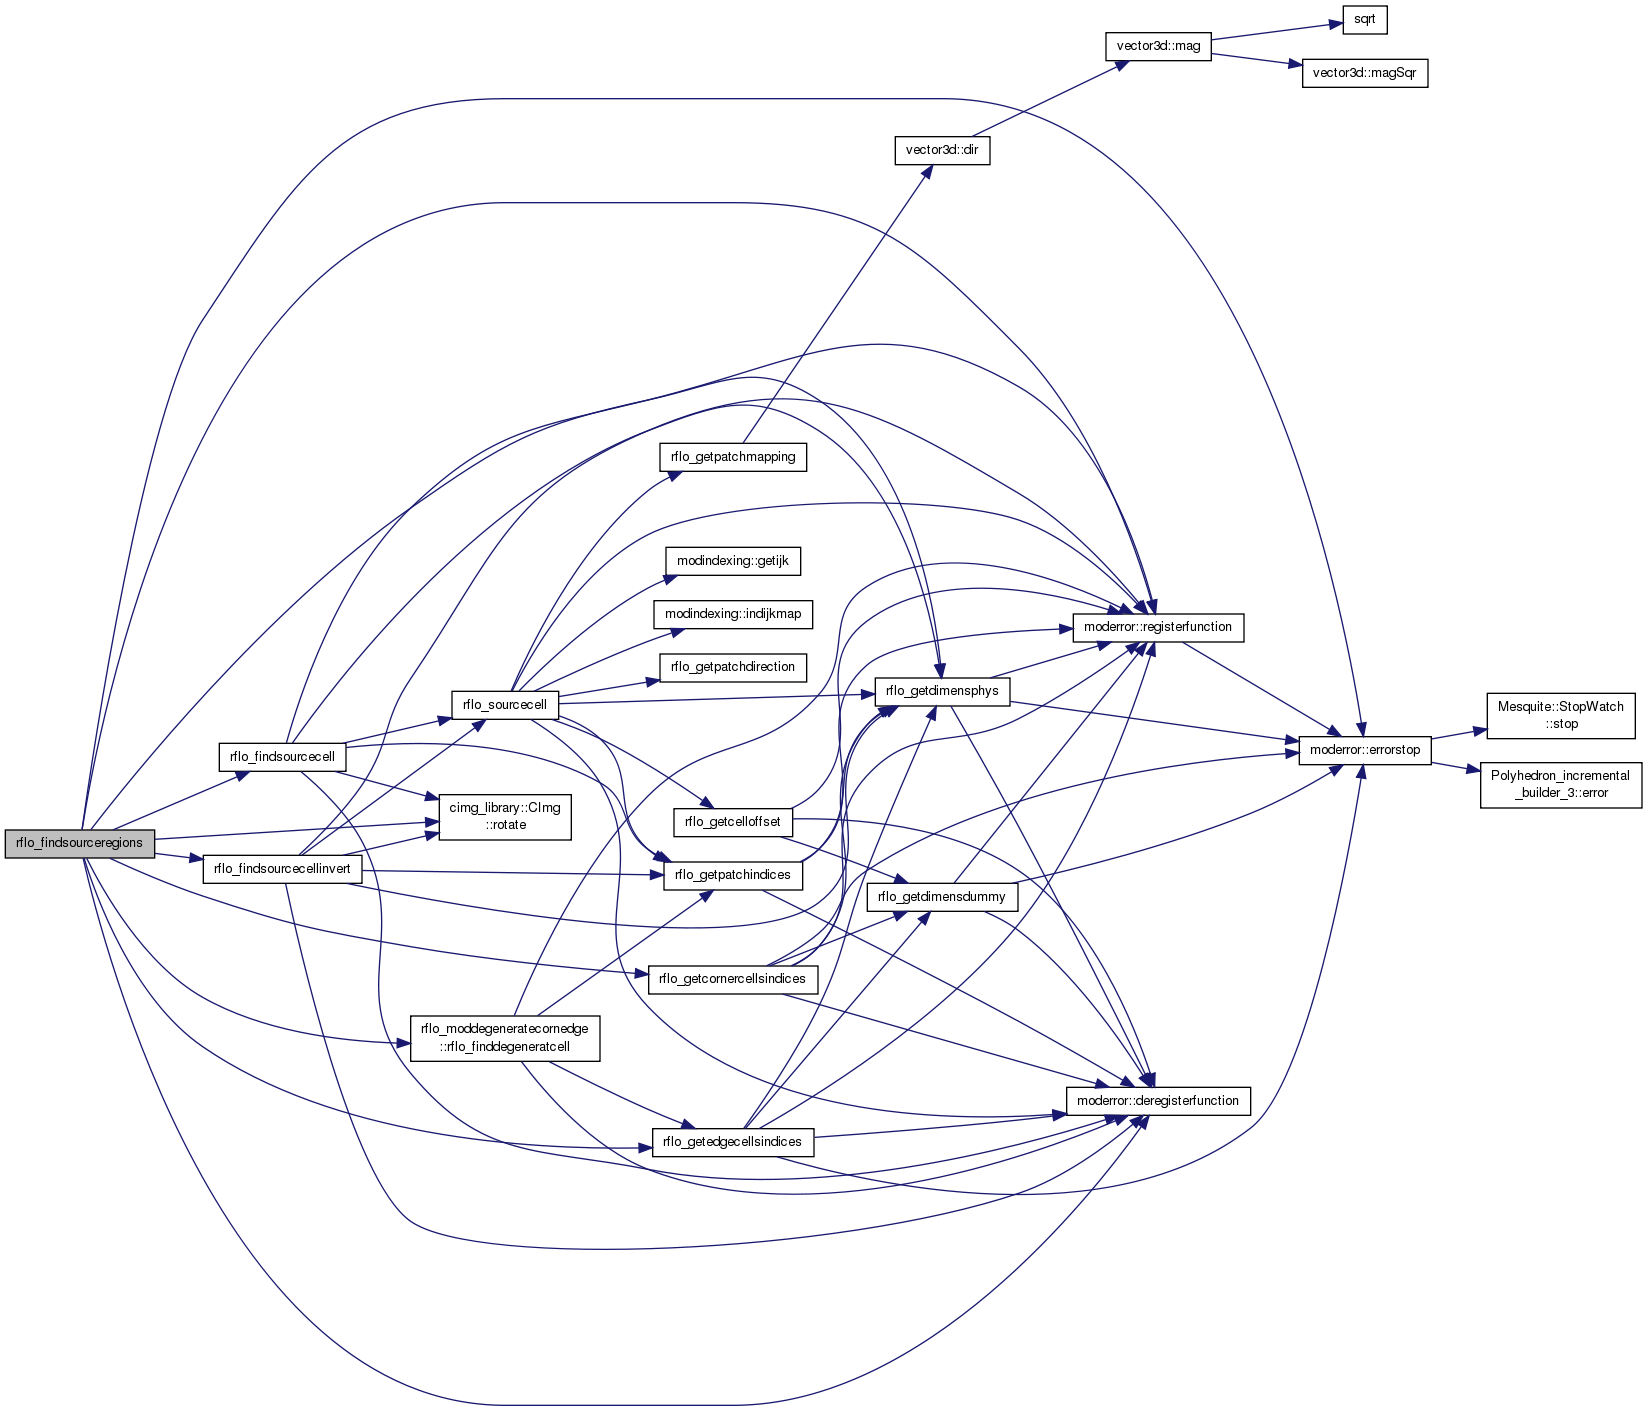 sqrt
vector3d::mag
vector3d::magSqr
vector3d::dir
rflo_getpatchmapping
modindexing::getijk
modindexing::indijkmap
moderror::registerfunction
rflo_getpatchdirection
rflo_getdimensphys
rflo_sourcecell
Mesquite::StopWatch
::stop
moderror::errorstop
rflo_findsourcecell
Polyhedron_incremental
_builder_3::error
cimg_library::CImg
::rotate
rflo_getcelloffset
rflo_findsourceregions
rflo_findsourcecellinvert
rflo_getpatchindices
rflo_getdimensdummy
rflo_getcornercellsindices
rflo_moddegeneratecornedge
::rflo_finddegeneratcell
moderror::deregisterfunction
rflo_getedgecellsindices